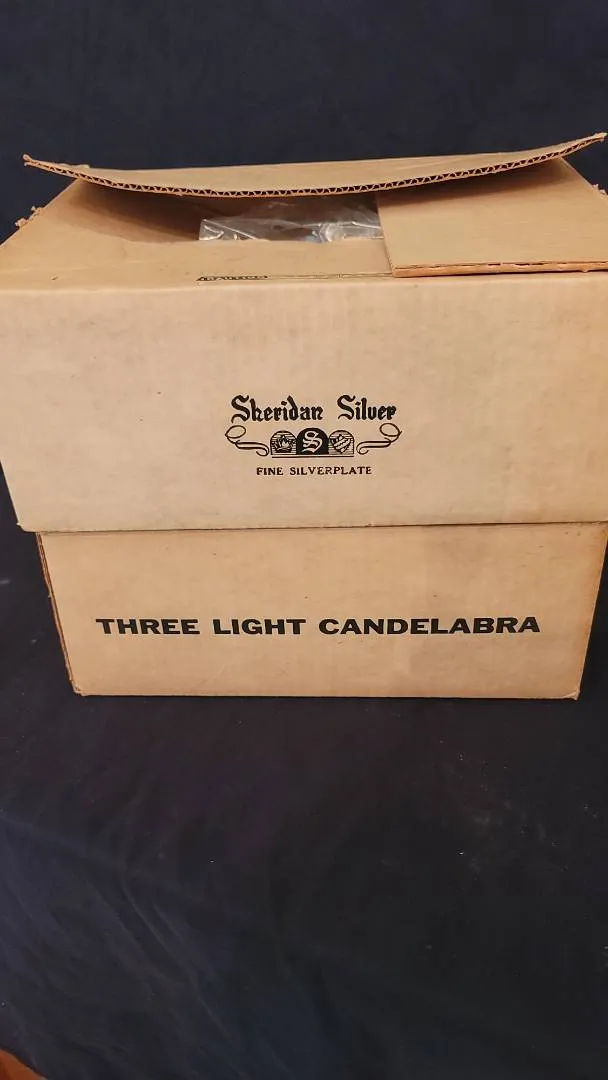 Sheridan Silver
S
FINE SILVERPLATE
THREE LIGHT CANDELABRA